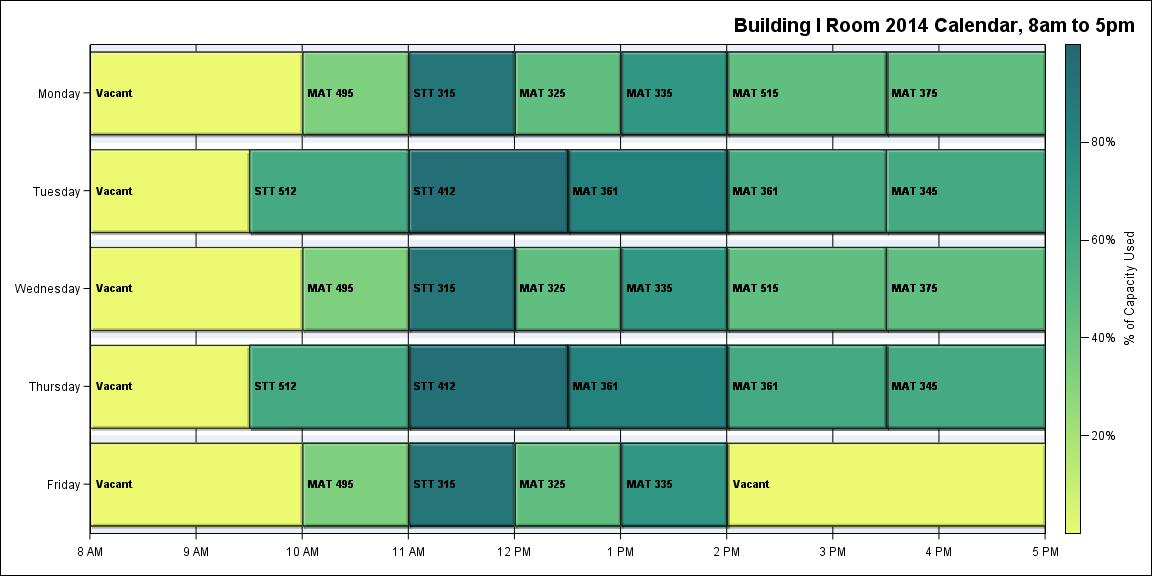 Building I Room 2014 Calendar, 8am to 5pm
Monday
Vacant
MAT 495
STT 315
MAT 325
MAT 335
MAT 515
MAT 375
Tuesday
Vacant
STT 512
STT 412
MAT 361
MAT 361
MAT 345
Wednesday
Vacant
MAT 495
STT 315
MAT 325
MAT 335
MAT 515
MAT 375
Thursday
Vacant
STT 512
STT 412
MAT 361
MAT 361
MAT 345
Friday
Vacant
MAT 495
STT 315
MAT 325
MAT 335
Vacant
8 AM
9 AM
10 AM
11 AM
12 PM
1 PM
2 PM
3 PM
4 PM
5 PM
80%
60%
40%
20%
% of Capacity Used